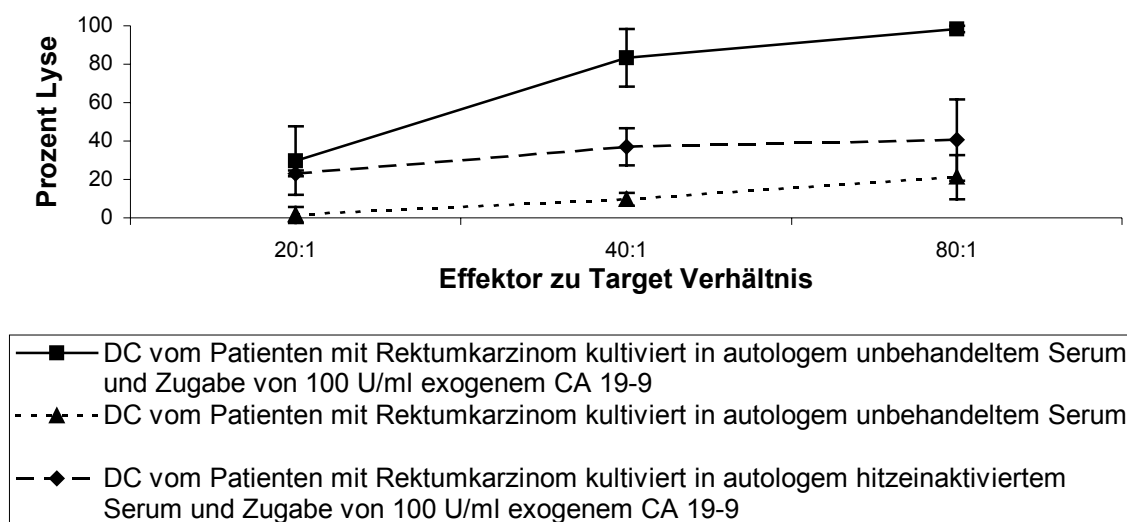 100
80
60
40
20
0
Prozent Lyse
20:1 40:1 80:1
Effektor zu Target Verhältnis
DC vom Patienten mit Rektumkarzinom kultiviert in autologem unbehandeltem Serum
und Zugabe von 100 U/ml exogenem CA 19-9
DC vom Patienten mit Rektumkarzinom kultiviert in autologem unbehandeltem Serum
DC vom Patienten mit Rektumkarzinom kultiviert in autologem hitzeinaktiviertem
Serum und Zugabe von 100 U/ml exogenem CA 19-9